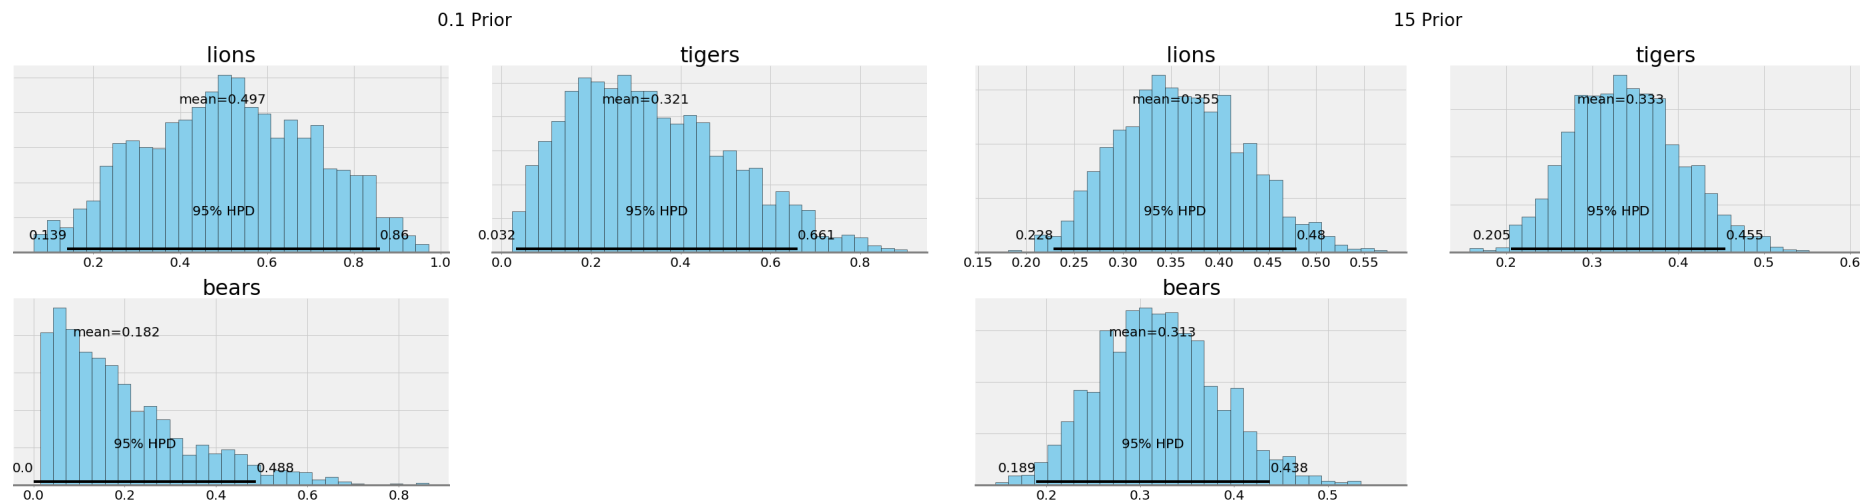 0.1 Prior
15 Prior
lions
tigers
lions
tigers
mean=0.497
mean=0.321
mean=0.355
mean=0.333
95% HPD
95% HPD
95% HPD
95% HPD
0.139
0.86
0.032
0.661
0.228
0.48
0.205
0.455
0.2 0.4 0.6 0.8 1.0
0.0 0.2 0.4 0.6 0.8
0.15 0.20 0.25 0.30 0.35 0.40 0.45 0.50 0.55
0.2 0.3 0.4 0.5 0.6
bears
bears
mean=0.182
mean=0.313
95% HPD
95% HPD
0.0
0.488
0.189
0.438
0.0 0.2 0.4 0.6 0.8
0.2 0.3 0.4 0.5